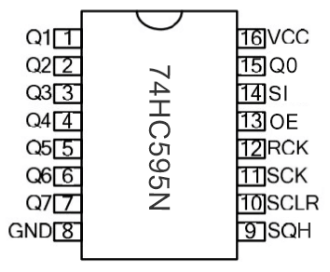 Q1 1 16 VCC
Q2 2 15 Q0
Q3 3 14 SI
Q4 4 13 OE
Q5 5 12 RCK
Q6 6 11 SCK
Q7 7 10 SCLR
GND 8 9 SQH
74HC595N